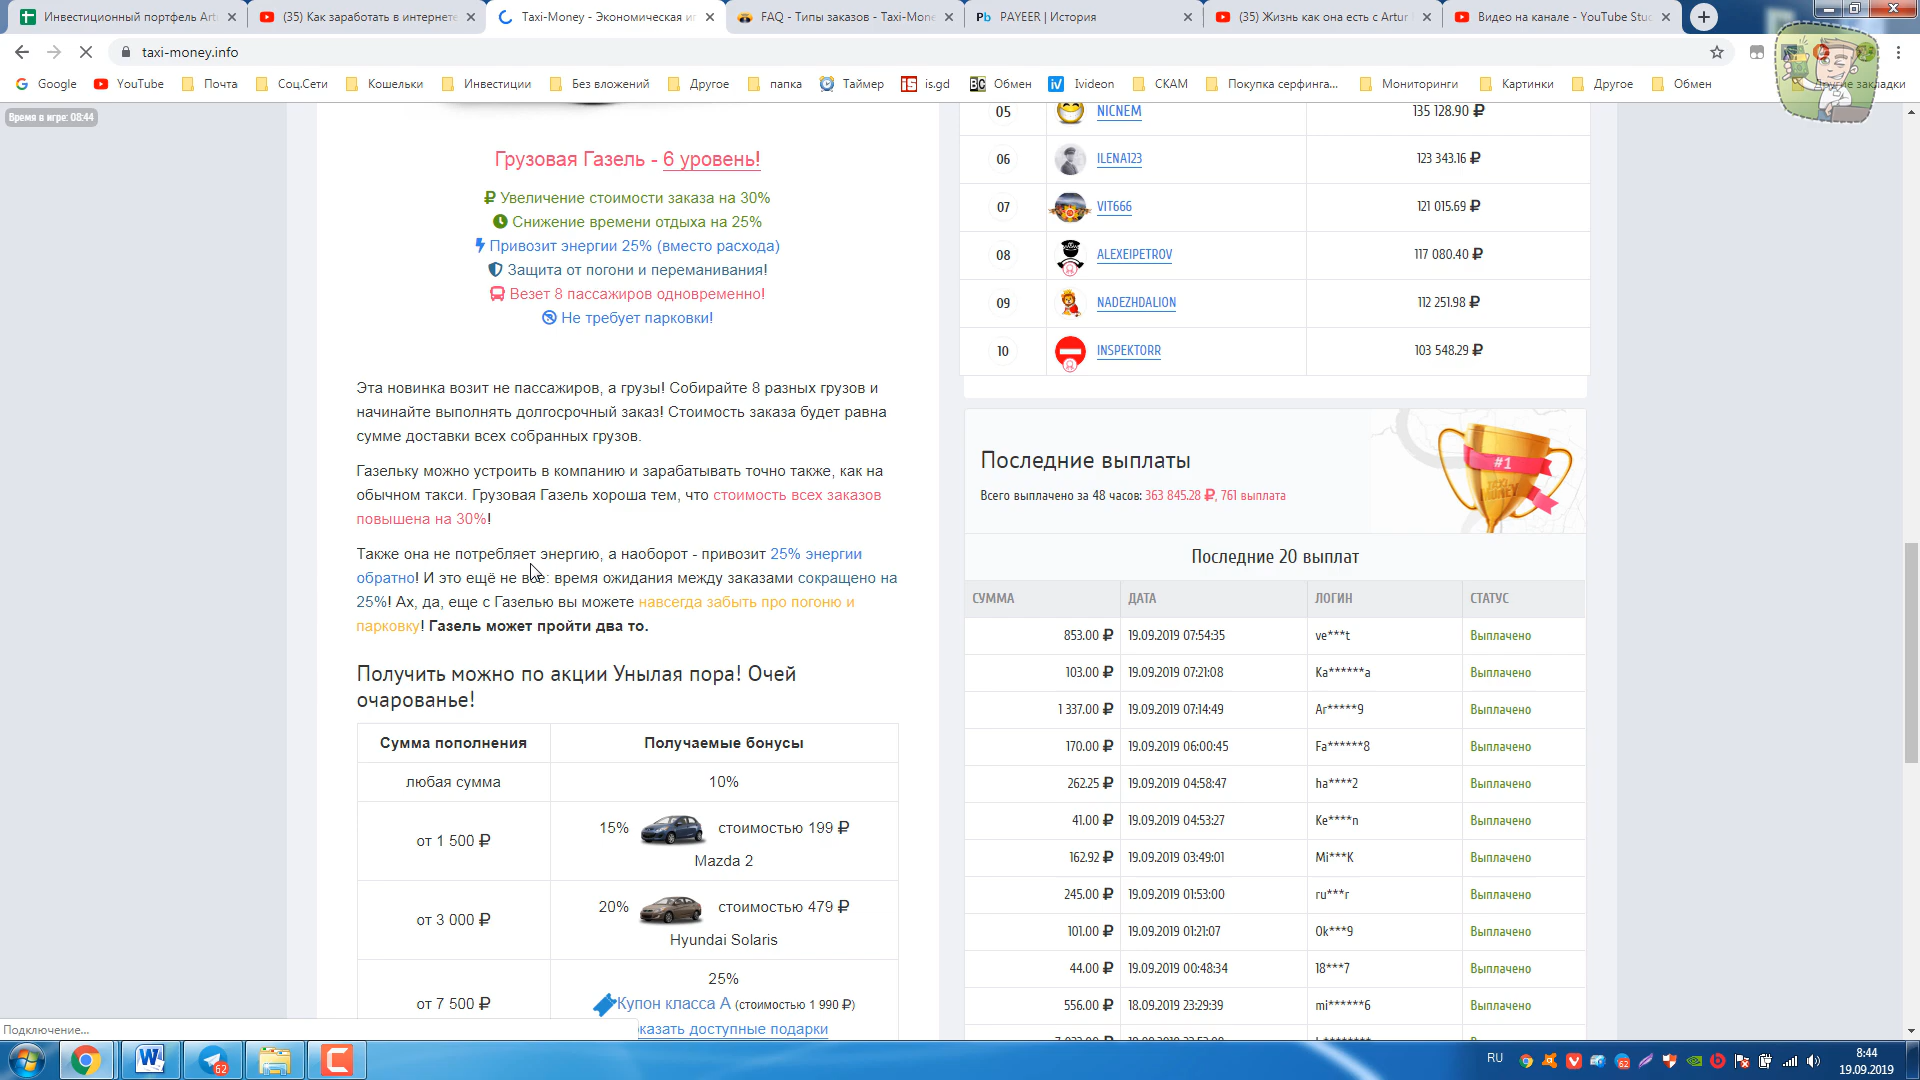 Инвестиционный портфель Art
(35) Как заработать в интернете
Taxi-Money - Экономическая иг
FAQ - Типы заказов - Taxi-Mone
Pb PAYEER | История
(35) Жизнь как она есть с Artur
Видео на канале - YouTube Stu
taxi-money.info
Google
YouTube
Почта
Соц.Сети
Кошельки
Инвестиции
Без вложений
Другое
папка
Таймер
is.gd
Обмен
Ivideon
СКАМ
Покупка серфинга...
Мониторинги
Картинки
Другое
Обмен
Другие закладки
Время в игре: 08:44
Грузовая Газель - 6 уровень!
Увеличение стоимости заказа на 30%
Снижение времени отдыха на 25%
Привозит энергии 25% (вместо расхода)
Защита от погони и переманивания!
Везет 8 пассажиров одновременно!
Не требует парковки!
Эта новинка возит не пассажиров, а грузы! Собирайте 8 разных грузов и
начинайте выполнять долгосрочный заказ! Стоимость заказа будет равна
сумме доставки всех собранных грузов.
Газельку можно устроить в компанию и зарабатывать точно также, как на
обычном такси. Грузовая Газель хороша тем, что стоимость всех заказов
повышена на 30%!
Также она не потребляет энергию, а наоборот - привозит 25% энергии
обратно! И это ещё не все: время ожидания между заказами сокращено на
25%! Ах, да, еще с Газелью вы можете навсегда забыть про погоню и
парковку! Газель может пройти два то.
Получить можно по акции Унылая пора! Очей
очарованье!
Сумма пополнения Получаемые бонусы
любая сумма 10%
от 1 500 ₽ 15% стоимостью 199 ₽
Mazda 2
от 3 000 ₽ 20% стоимостью 479 ₽
Hyundai Solaris
25%
от 7 500 ₽ Купон класса А (стоимость 1 990 ₽)
казать доступные подарки
05 NICNEM 135 128.90 ₽
06 ILENA123 123 343.16 ₽
07 VIT666 121 015.69 ₽
08 ALEXEIPETROV 117 080.40 ₽
09 NADEZHDALION 112 251.98 ₽
10 INSPEKTORR 103 548.29 ₽
Последние выплаты
Всего выплачено за 48 часов: 363 845.28 ₽, 761 выплата
#1
TAXI MONEY
Последние 20 выплат
СУММА ДАТА ЛОГИН СТАТУС
853.00 ₽ 19.09.2019 07:54:35 ve***t Выплачено
103.00 ₽ 19.09.2019 07:21:08 Ka******a Выплачено
1 337.00 ₽ 19.09.2019 07:14:49 Ar*****9 Выплачено
170.00 ₽ 19.09.2019 06:00:45 Fa******8 Выплачено
262.25 ₽ 19.09.2019 04:58:47 ha****2 Выплачено
41.00 ₽ 19.09.2019 04:53:27 Ke****n Выплачено
162.92 ₽ 19.09.2019 03:49:01 Mi***K Выплачено
245.00 ₽ 19.09.2019 01:53:00 ru***r Выплачено
101.00 ₽ 19.09.2019 01:21:07 Ok***9 Выплачено
44.00 ₽ 19.09.2019 00:48:34 18***7 Выплачено
556.00 ₽ 18.09.2019 23:29:39 mi******6 Выплачено
Подключение...
62
RU
8:44
19.09.2019